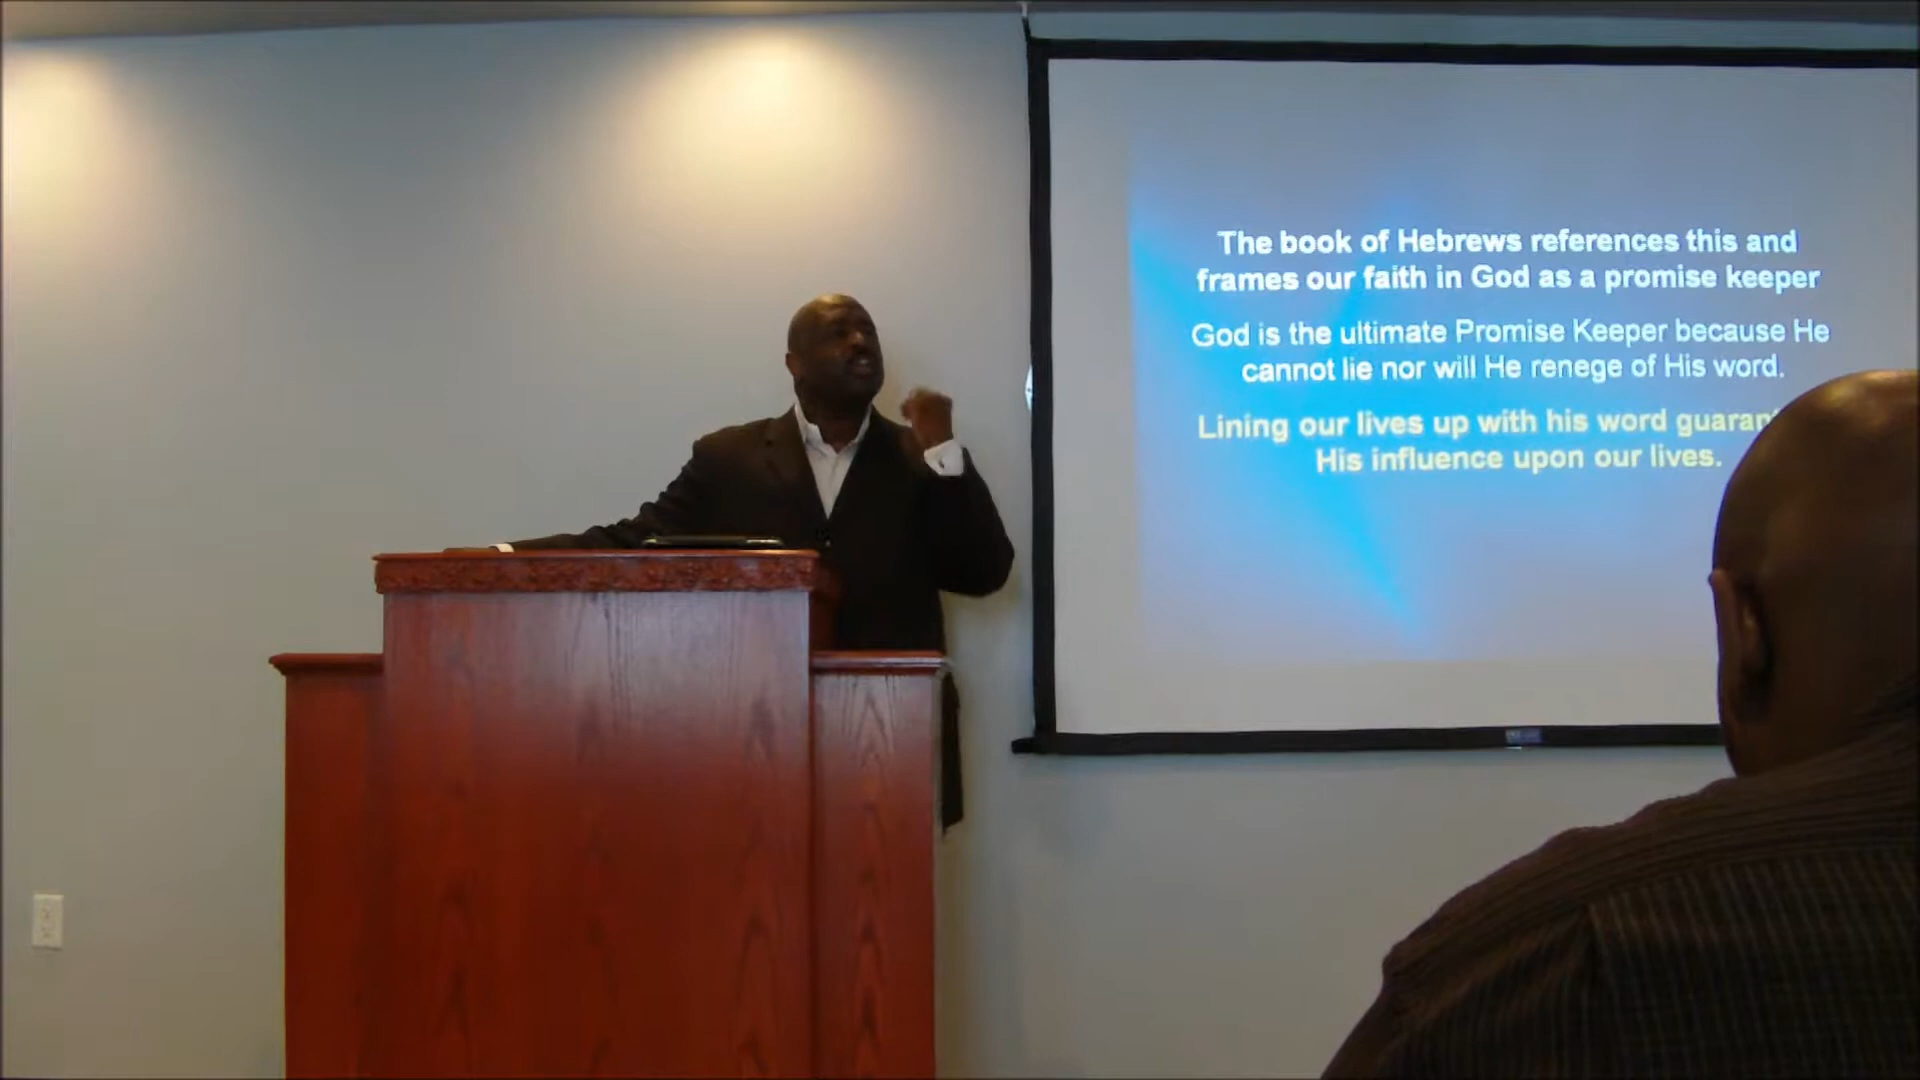 The book of Hebrews references this and
frames our faith in God as a promise keeper
God is the ultimate Promise Keeper because He
cannot lie nor will He renege of His word.
Lining our lives up with his word
His influence upon our lives.